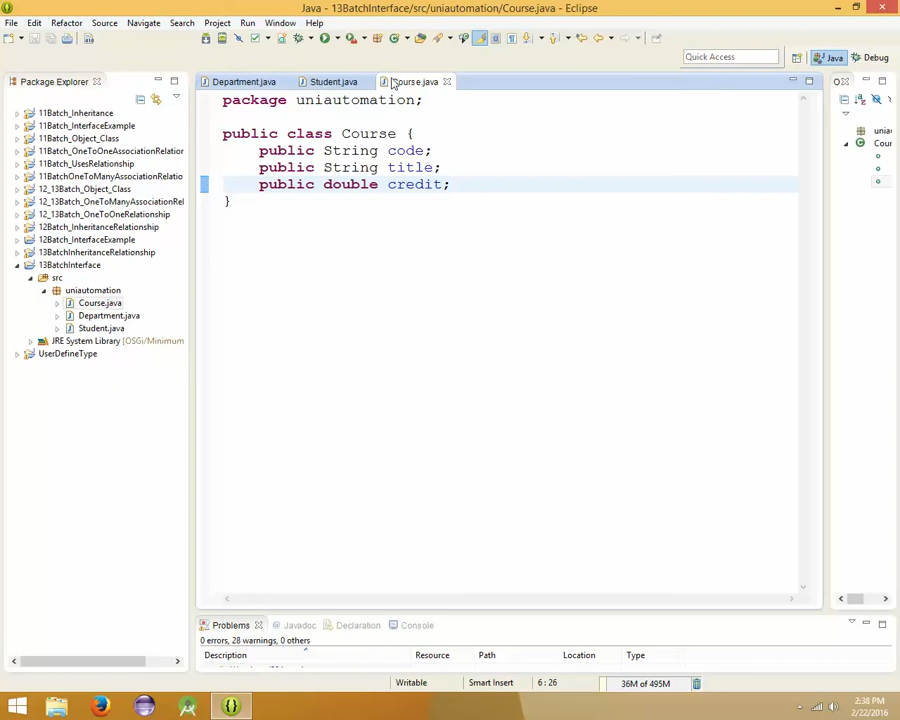 Java - 13BatchInterface/src/uniautomation/Course.java - Eclipse
File Edit Refactor Source Navigate Search Project Run Window Help
Quick Access
Java
Debug
Package Explorer
Department.java
Student.java
Course.java
11Batch_Inheritance
11Batch_InterfaceExample
11Batch_Object_Class
11Batch_OneToOneAssociationRelation
11Batch_UsesRelationship
11BatchOneToManyAssociationRelatio
12_13Batch_Object_Class
12_13Batch_OneToManyAssociationRel
12_13Batch_OneToOneRelationship
12Batch_InheritanceRelationship
12Batch_InterfaceExample
13BatchInheritanceRelationship
13BatchInterface
src
uniautomation
Course.java
Department.java
Student.java
JRE System Library [OSGi/Minimum
UserDefineType
package uniautomation;
public class Course {
public String code;
public String title;
public double credit;
}
unia
Cour
Problems
@ Javadoc
Declaration
Console
0 errors, 28 warnings, 0 others
Description Resource Path Location Type
Writable
Smart Insert
6 : 26
36M of 495M
2:38 PM
2/22/2016